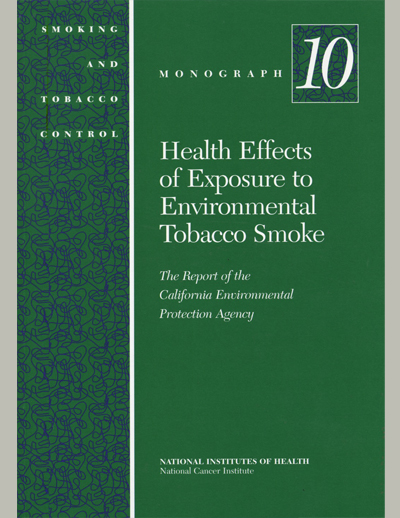 SMOKING
AND
TOBACCO
CONTROL
MONOGRAPH 10
Health Effects
of Exposure to
Environmental
Tobacco Smoke
The Report of the
California Environmental
Protection Agency
NATIONAL INSTITUTES OF HEALTH
National Cancer Institute